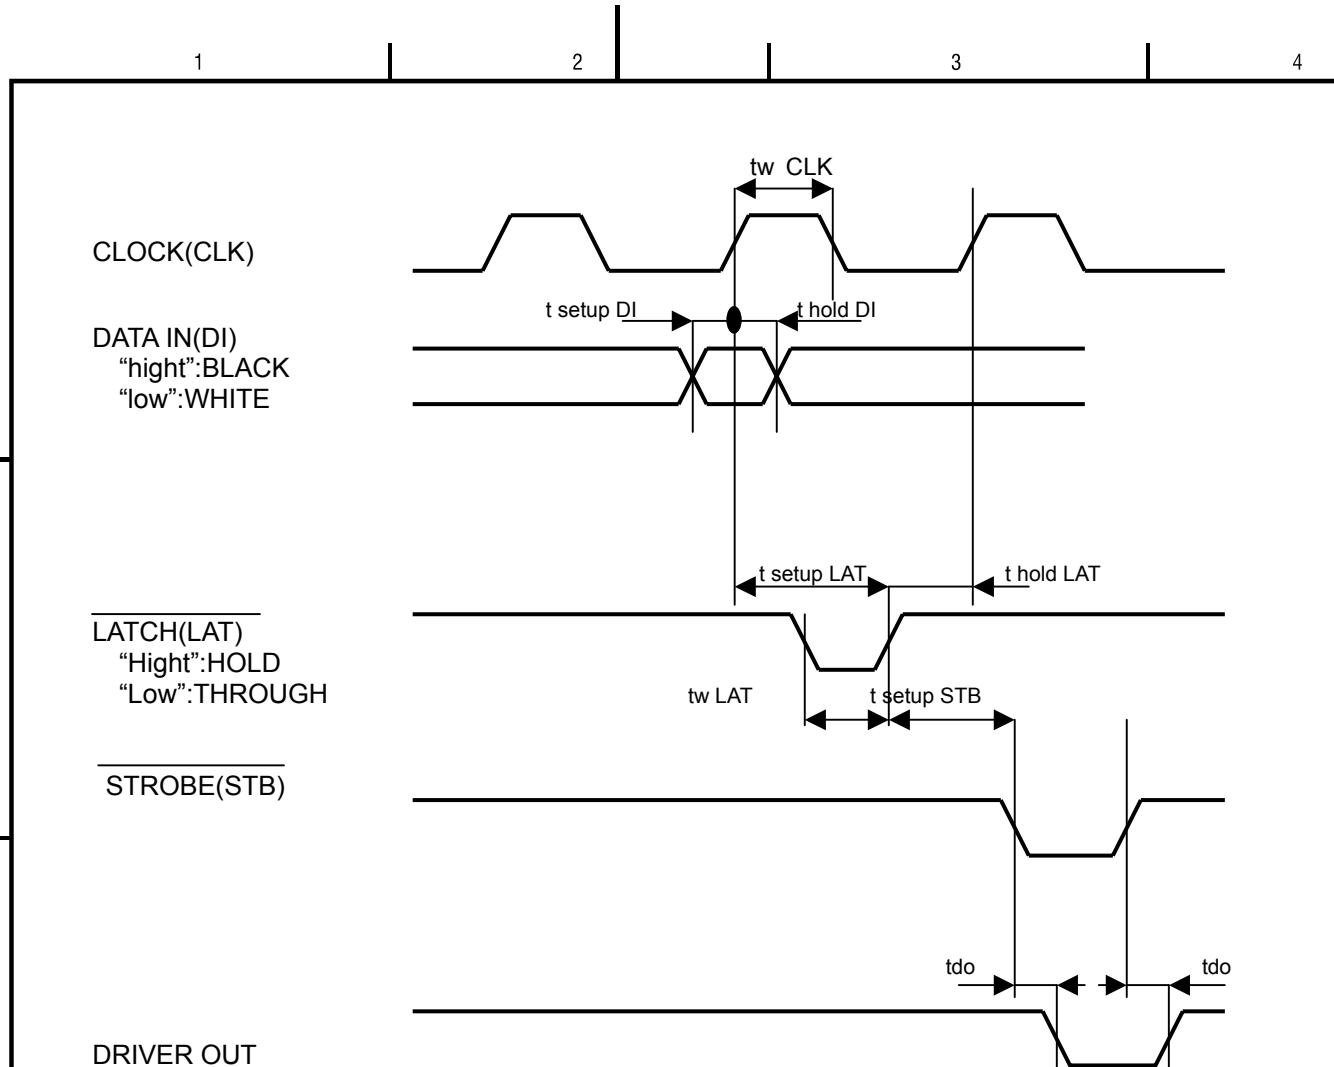 1 2 3 4
tw CLK
CLOCK(CLK)
t setup DI t hold DI
DATA IN(DI)
“hight”:BLACK
“low”:WHITE
t setup LAT t hold LAT
LATCH(LAT)
“Hight”:HOLD
“Low”:THROUGH
tw LAT t setup STB
STROBE(STB)
tdo tdo
DRIVER OUT